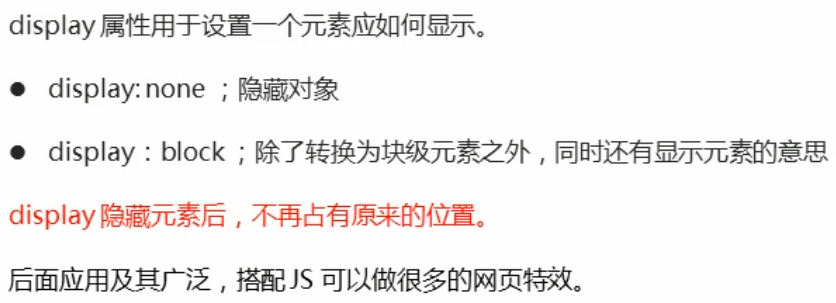 display 属性用于设置一个元素应如何显示。
● display: none ；隐藏对象
● display：block ；除了转换为块级元素之外，同时还有显示元素的意思
display 隐藏元素后，不再占有原来的位置。
后面应用及其广泛，搭配 JS 可以做很多的网页特效。